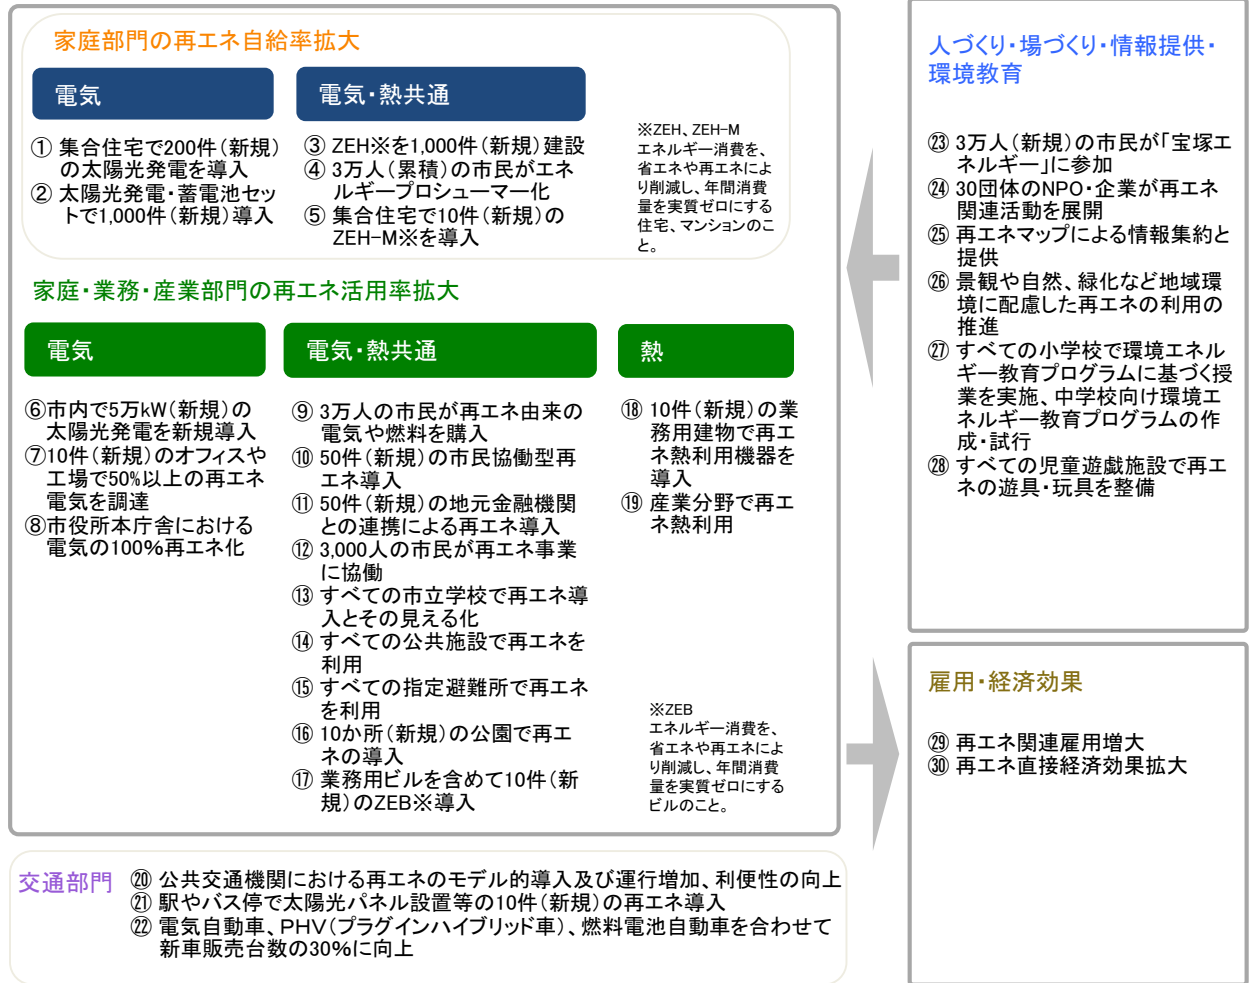 家庭部門の再エネ自給率拡大
電気
① 集合住宅で200件（新規）
の太陽光発電を導入
② 太陽光発電・蓄電池セッ
トで1,000件（新規）導入
電気・熱共通
③ ZEH※を1,000件（新規）建設
④ 3万人（累積）の市民がエネ
ルギープロシューマー化
⑤ 集合住宅で10件（新規）の
ZEH-M※を導入
※ZEH、ZEH-M
エネルギー消費を、
省エネや再エネによ
り削減し、年間消費
量を実質ゼロにする
住宅、マンションのこ
と。
家庭・業務・産業部門の再エネ活用率拡大
電気
⑥市内で5万kW（新規）の
太陽光発電を新規導入
⑦10件（新規）のオフィスや
工場で50%以上の再エネ
電気を調達
⑧市役所本庁舎における
電気の100％再エネ化
電気・熱共通
⑨ 3万人の市民が再エネ由来の
電気や燃料を購入
⑩ 50件（新規）の市民協働型再
エネ導入
⑪ 50件（新規）の地元金融機関
との連携による再エネ導入
⑫ 3,000人の市民が再エネ事業
に協働
⑬ すべての市立学校で再エネ導
入とその見える化
⑭ すべての公共施設で再エネを
利用
⑮ すべての指定避難所で再エネ
を利用
⑯ 10か所（新規）の公園で再エ
ネの導入
⑰ 業務用ビルを含めて10件（新
規）のZEB※導入
熱
⑱ 10件（新規）の業
務用建物で再エ
ネ熱利用機器を
導入
⑲ 産業分野で再エ
ネ熱利用
※ZEB
エネルギー消費を、
省エネや再エネによ
り削減し、年間消費
量を実質ゼロにする
ビルのこと。
交通部門
⑳ 公共交通機関における再エネのモデル的導入及び運行増加、利便性の向上
㉑ 駅やバス停で太陽光パネル設置等の10件（新規）の再エネ導入
㉒ 電気自動車、PHV（プラグインハイブリッド車）、燃料電池自動車を合わせて
新車販売台数の30％に向上
人づくり・場づくり・情報提供・
環境教育
㉓ 3万人（新規）の市民が「宝塚エ
ネルギー」に参加
㉔ 30団体のNPO・企業が再エネ
関連活動を展開
㉕ 再エネマップによる情報集約と
提供
㉖ 景観や自然、緑化など地域環
境に配慮した再エネの利用の
推進
㉗ すべての小学校で環境エネル
ギー教育プログラムに基づく授
業を実施、中学校向け環境エ
ネルギー教育プログラムの作
成・試行
㉘ すべての児童遊戯施設で再エ
ネの遊具・玩具を整備
雇用・経済効果
㉙ 再エネ関連雇用増大
㉚ 再エネ直接経済効果拡大